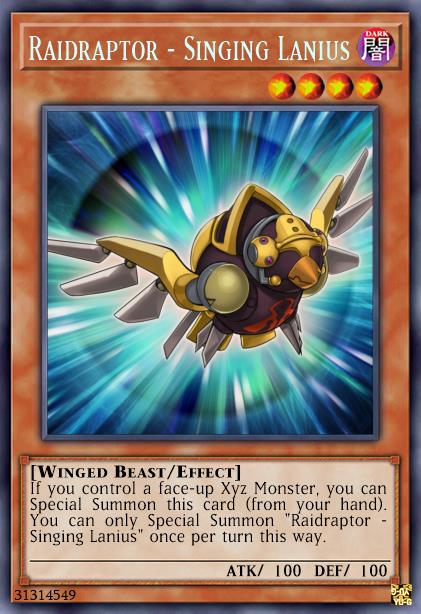 RAIDRAPTOR - SINGING LANIUS
DARK
闇
[WINGED BEAST/EFFECT]
If you control a face-up Xyz Monster, you can
Special Summon this card (from your hand).
You can only Special Summon "Raidraptor -
Singing Lanius" once per turn this way.
ATK/ 100 DEF/ 100
31314549